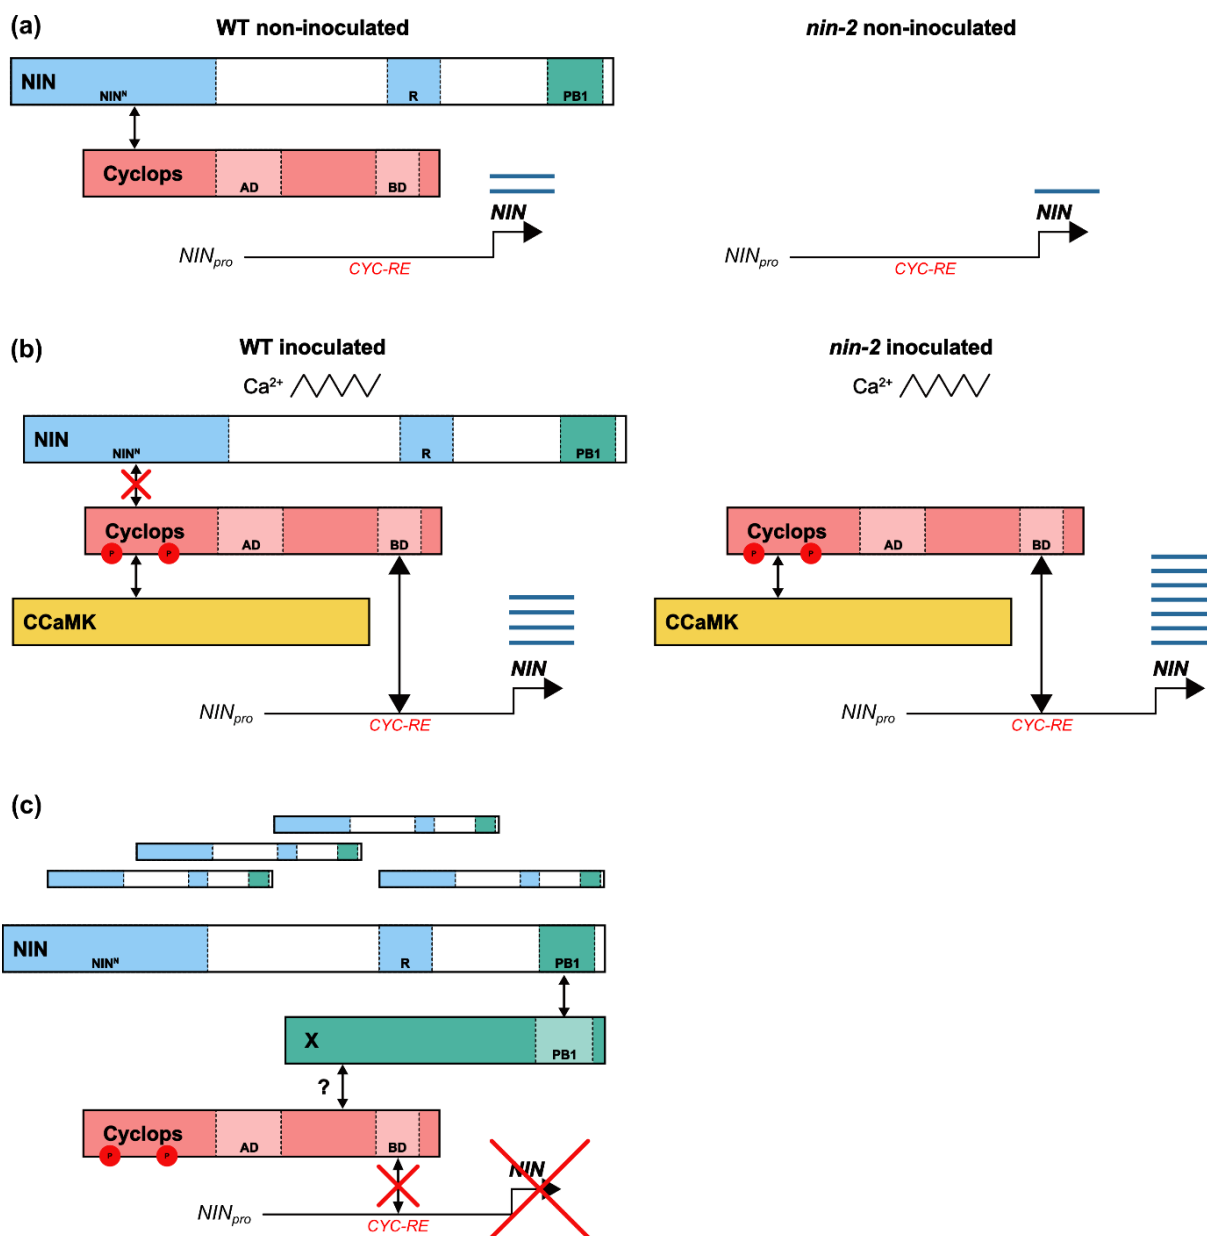 (a)
WT non-inoculated
nin-2 non-inoculated
NIN
NINᴺ
R
PB1
Cyclops
AD
BD
NIN
NINpro
CYC-RE
NIN
NINpro
CYC-RE
(b)
WT inoculated
nin-2 inoculated
Ca²⁺
Ca²⁺
NIN
NINᴺ
R
PB1
Cyclops
AD
BD
P
P
Cyclops
AD
BD
P
P
CCaMK
CCaMK
NIN
NINpro
CYC-RE
NIN
NINpro
CYC-RE
(c)
NIN
NINᴺ
R
PB1
X
PB1
?
Cyclops
AD
BD
P
P
NIN
NINpro
CYC-RE